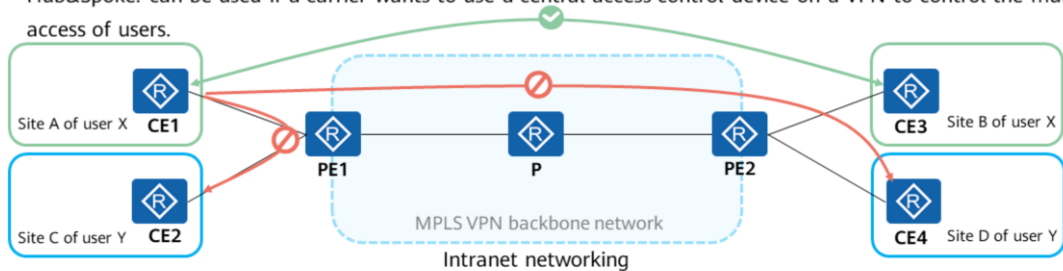 access of users.
Site A of user X
CE1
R
Site C of user Y
CE2
R
PE1
R
P
R
PE2
R
MPLS VPN backbone network
CE3
R
Site B of user X
CE4
R
Site D of user Y
Intranet networking